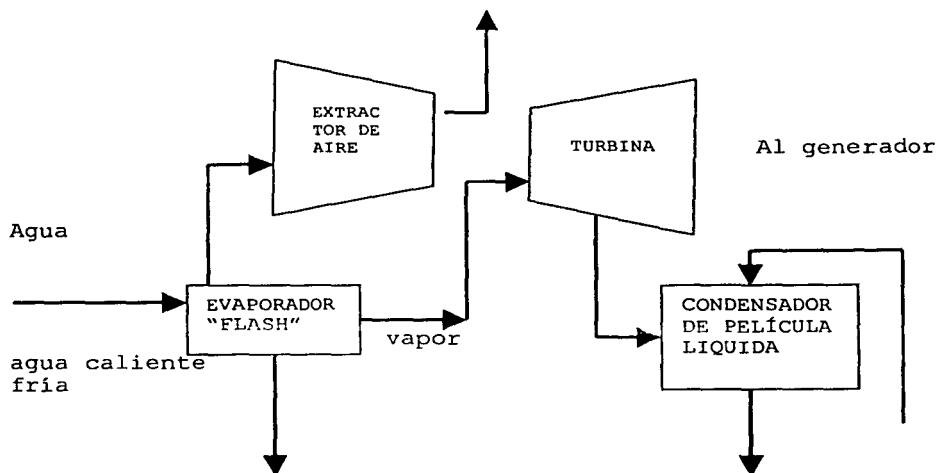 EXTRAC
TOR DE
AIRE
TURBINA
Al generador
Agua
EVAPORADOR
"FLASH"
vapor
CONDENSADOR
DE PELÍCULA
LIQUIDA
agua caliente
fría